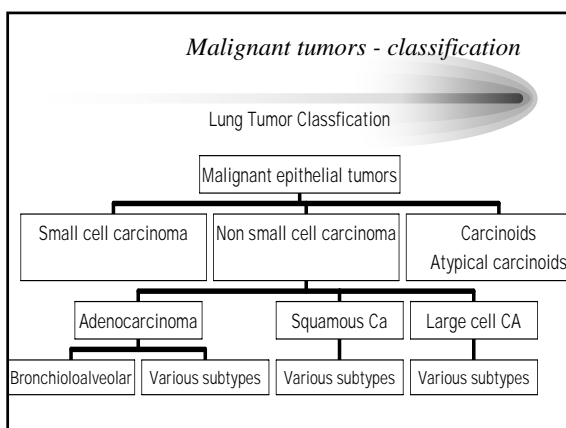 Malignant tumors - classification
Lung Tumor Classfication
Malignant epithelial tumors
Small cell carcinoma
Non small cell carcinoma
Carcinoids
Atypical carcinoids
Adenocarcinoma
Squamous Ca
Large cell CA
Bronchioloalveolar
Various subtypes
Various subtypes
Various subtypes